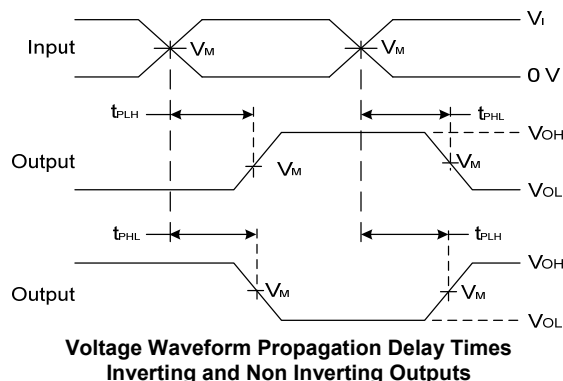 Input
VM
VM
VI
0 V
tPLH
tPHL
Output
VM
VM
VOH
VOL
tPHL
tPLH
Output
VM
VM
VOH
VOL
Voltage Waveform Propagation Delay Times
Inverting and Non Inverting Outputs